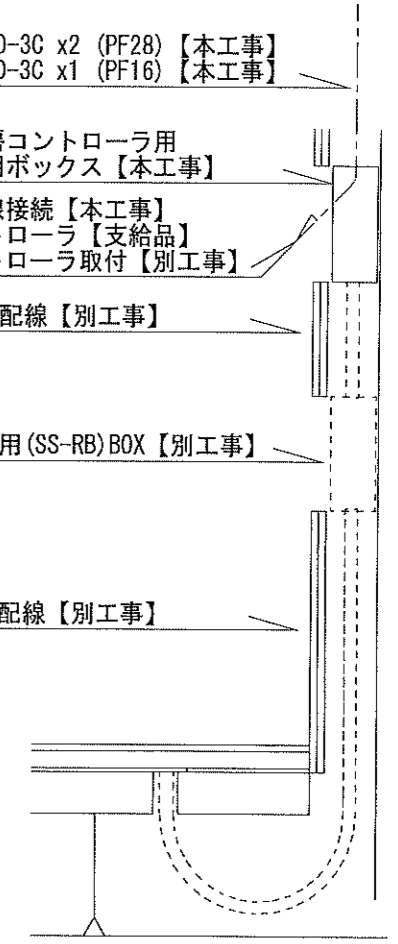 O-3C x2 (PF28)【本工事】
O-3C x1 (PF16)【本工事】
コントローラ用
ボックス【本工事】
接続【本工事】
トローラ【支給品】
ローラ取付【別工事】
配線【別工事】
用(SS-RB)BOX【別工事】
配線【別工事】